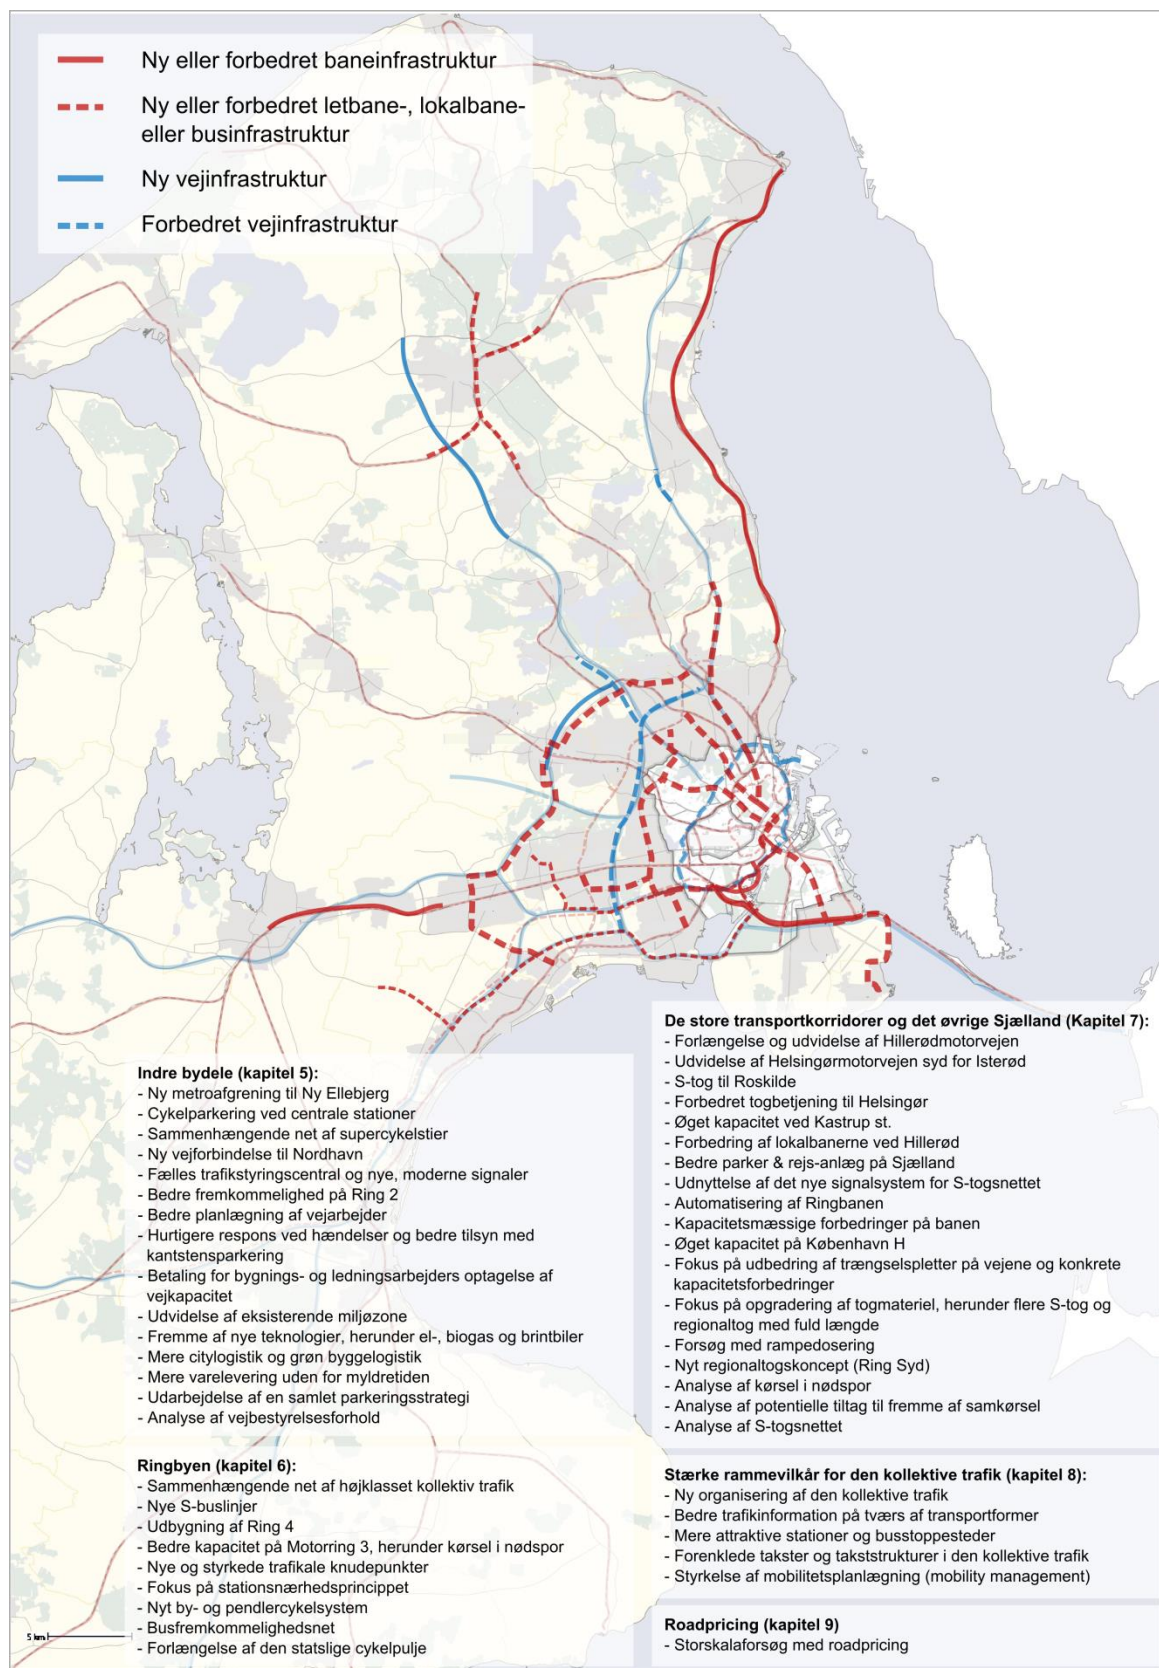 Ny eller forbedret baneinfrastruktur
Ny eller forbedret letbane-, lokalbane-
eller businfrastruktur
Ny vejinfrastruktur
Forbedret vejinfrastruktur
Indre bydele (kapitel 5):
- Ny metroafgrening til Ny Ellebjerg
- Cykelparkering ved centrale stationer
- Sammenhængende net af supercykelstier
- Ny vejforbindelse til Nordhavn
- Fælles trafikstyringscentral og nye, moderne signaler
- Bedre fremkommelighed på Ring 2
- Bedre planlægning af vejarbejder
- Hurtigere respons ved hændelser og bedre tilsyn med
kantstensparkering
- Betaling for bygnings- og ledningsarbejders optagelse af
vejkapacitet
- Udvidelse af eksisterende miljøzone
- Fremme af nye teknologier, herunder el-, biogas og brintbiler
- Mere citylogistik og grøn byggelogistik
- Mere varelevering uden for myldretiden
- Udarbejdelse af en samlet parkeringsstrategi
- Analyse af vejbestyrelsesforhold
Ringbyen (kapitel 6):
- Sammenhængende net af højklasset kollektiv trafik
- Nye S-buslinjer
- Udbygning af Ring 4
- Bedre kapacitet på Motorring 3, herunder kørsel i nødspor
- Nye og styrkede trafikale knudepunkter
- Fokus på stationsnærhedsprincippet
- Nyt by- og pendlercykelsystem
- Busfremkommelighedsnet
- Forlængelse af den statslige cykelpulje
5 km
De store transportkorridorer og det øvrige Sjælland (Kapitel 7):
- Forlængelse og udvidelse af Hillerødmotorvejen
- Udvidelse af Helsingørmotorvejen syd for Isterød
- S-tog til Roskilde
- Forbedret togbetjening til Helsingør
- Øget kapacitet ved Kastrup st.
- Forbedring af lokalbanerne ved Hillerød
- Bedre parker & rejs-anlæg på Sjælland
- Udnyttelse af det nye signalsystem for S-togsnettet
- Automatisering af Ringbanen
- Kapacitetsmæssige forbedringer på banen
- Øget kapacitet på København H
- Fokus på udbedring af trængselspletter på vejene og konkrete
kapacitetsforbedringer
- Fokus på opgradering af togmateriel, herunder flere S-tog og
regionaltog med fuld længde
- Forsøg med rampedosering
- Nyt regionaltogskoncept (Ring Syd)
- Analyse af kørsel i nødspor
- Analyse af potentielle tiltag til fremme af samkørsel
- Analyse af S-togsnettet
Stærke rammevilkår for den kollektive trafik (kapitel 8):
- Ny organisering af den kollektive trafik
- Bedre trafikinformation på tværs af transportformer
- Mere attraktive stationer og busstoppesteder
- Forenklede takster og takststrukturer i den kollektive trafik
- Styrkelse af mobilitetsplanlægning (mobility management)
Roadpricing (kapitel 9)
- Storskalaforsøg med roadpricing